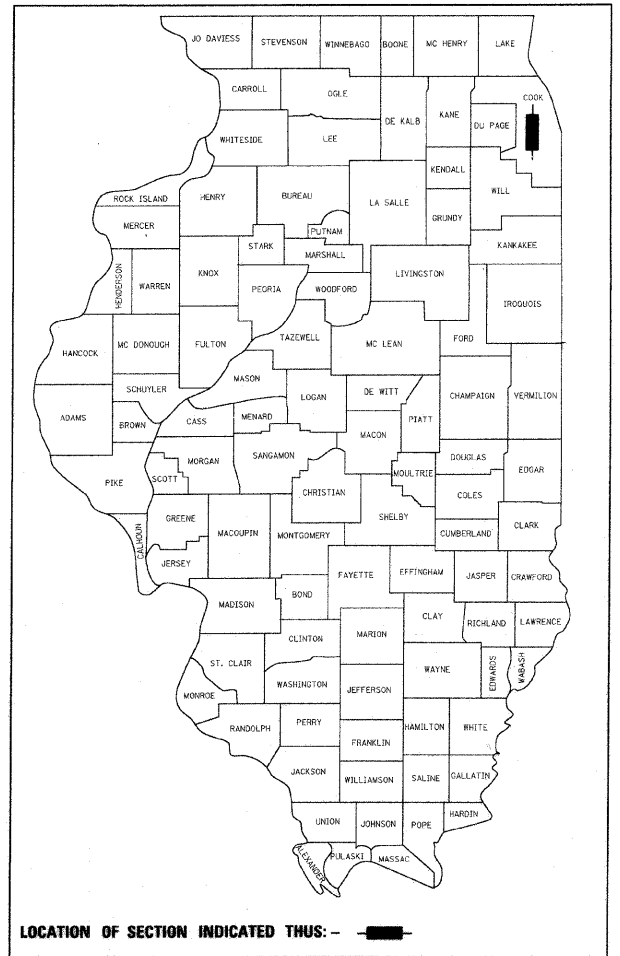 JO DAVIESS STEVENSON WINNEBAGO BOONE MC HENRY LAKE
CARROLL OGLE DE KALB KANE COOK
DU PAGE
WHITESIDE LEE
KENDALL
ROCK ISLAND HENRY BUREAU LA SALLE WILL
MERCER PUTNAM GRUNDY
STARK MARSHALL KANKAKEE
HENDERSON WARREN KNOX PEORIA WOODFORD LIVINGSTON
IROQUOIS
HANCOCK MC DONOUGH FULTON TAZEWELL MC LEAN FORD
SCHUYLER MASON
ADAMS LOGAN DE WITT CHAMPAIGN VERMILION
BROWN CASS MENARD PIATT
MACON
PIKE SCOTT MORGAN SANGAMON MOULTRIE DOUGLAS EDGAR
CHRISTIAN COLES
CALHOUN GREENE MACOUPIN MONTGOMERY SHELBY CUMBERLAND CLARK
JERSEY
FAYETTE EFFINGHAM JASPER CRAWFORD
MADISON BOND
CLINTON MARION CLAY RICHLAND LAWRENCE
ST. CLAIR WAYNE EDWARDS WABASH
WASHINGTON JEFFERSON
MONROE
RANDOLPH PERRY HAMILTON WHITE
FRANKLIN
JACKSON WILLIAMSON SALINE GALLATIN
UNION JOHNSON POPE HARDIN
ALEXANDER PULASKI MASSAC
LOCATION OF SECTION INDICATED THUS: -